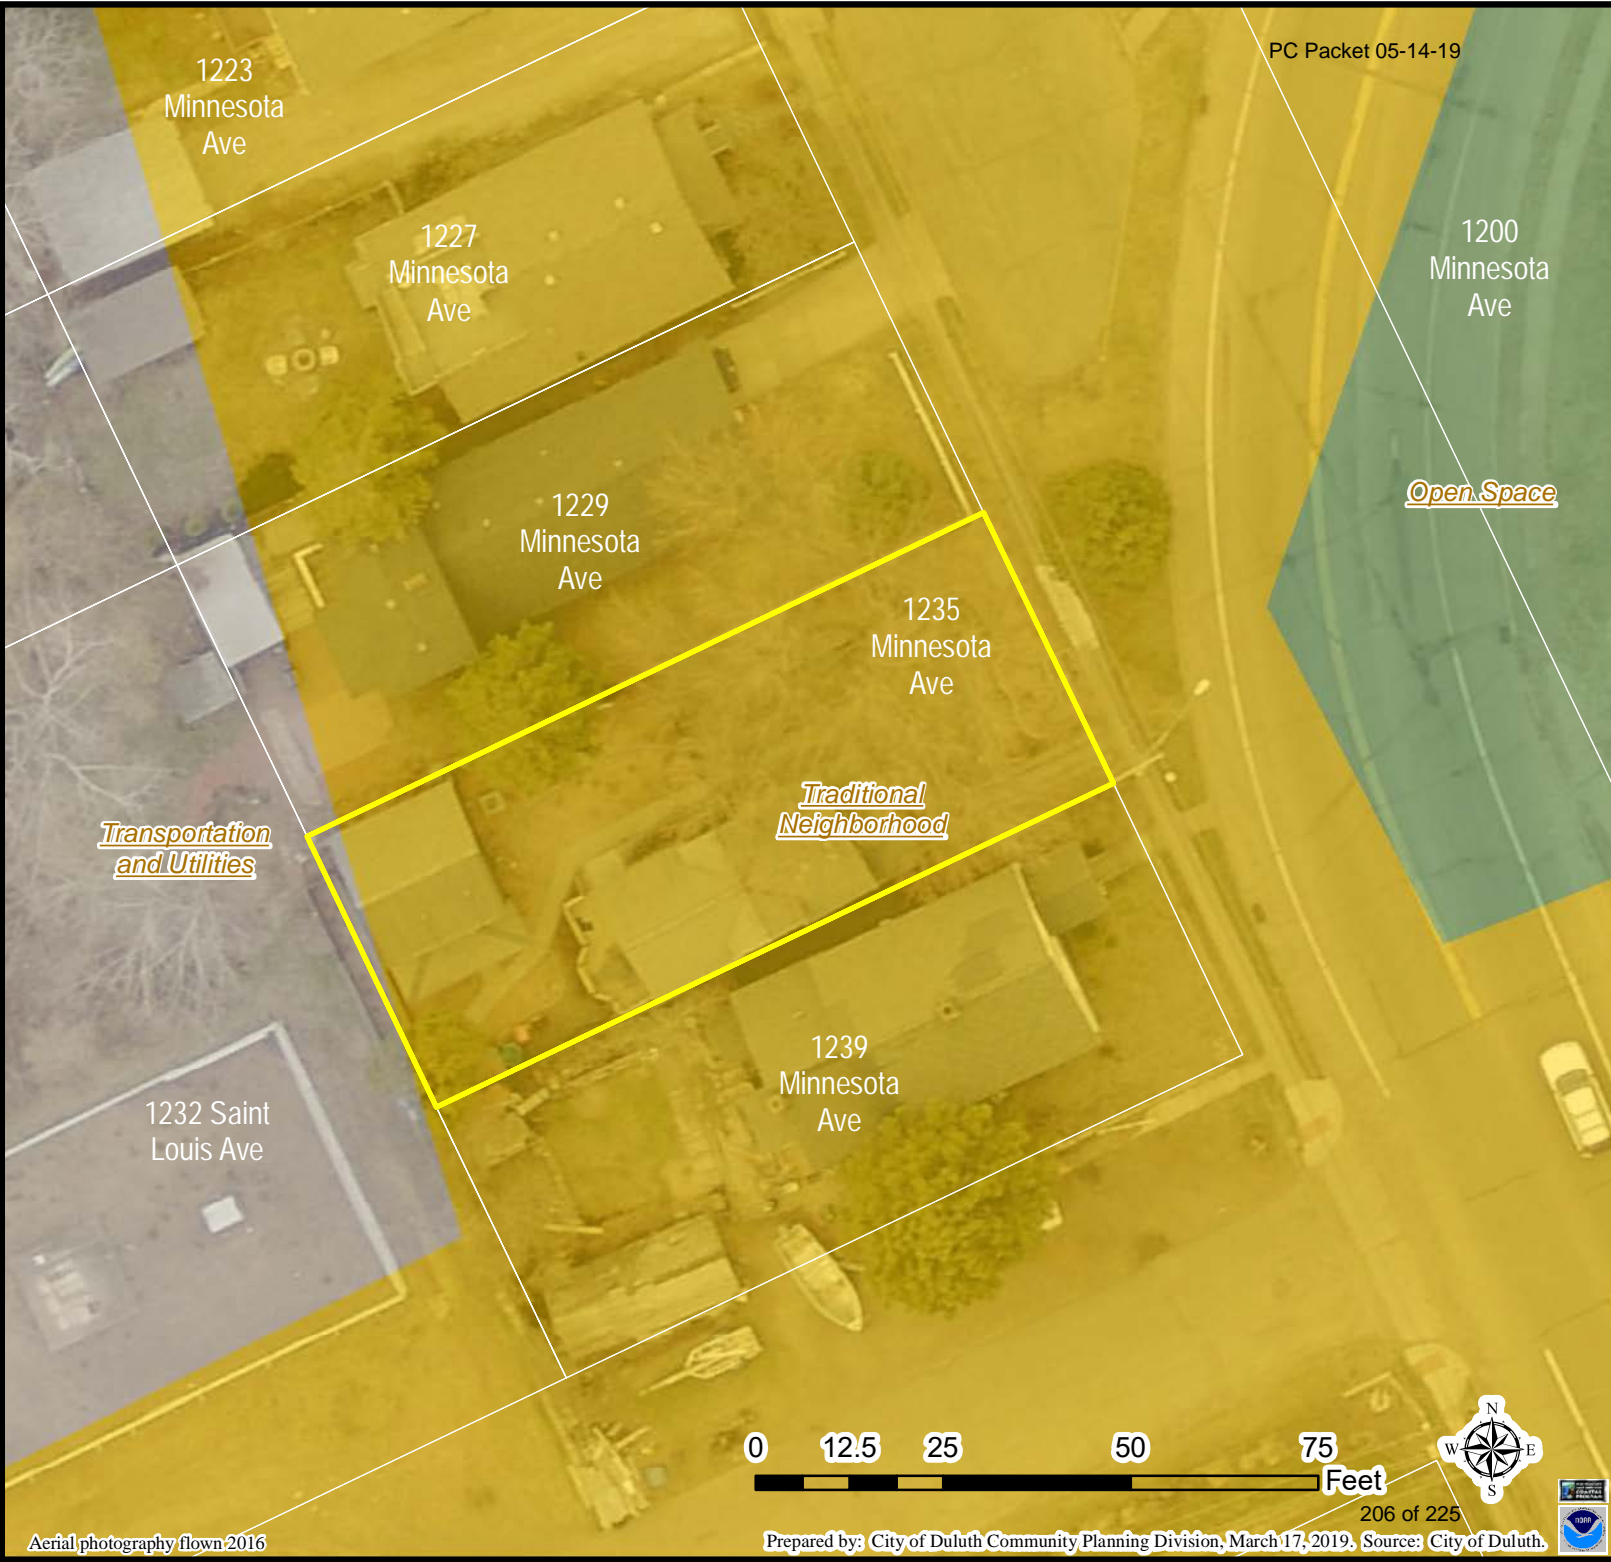 PC Packet 05-14-19
1223
Minnesota
Ave
1227
Minnesota
Ave
1200
Minnesota
Ave
1229
Minnesota
Ave
Open Space
1235
Minnesota
Ave
Traditional
Neighborhood
Transportation
and Utilities
1239
Minnesota
Ave
1232 Saint
Louis Ave
0 12.5 25 50 75
Feet
N
W E
S
206 of 225
Aerial photography flown 2016
Prepared by: City of Duluth Community Planning Division, March 17, 2019. Source: City of Duluth.
NOAA